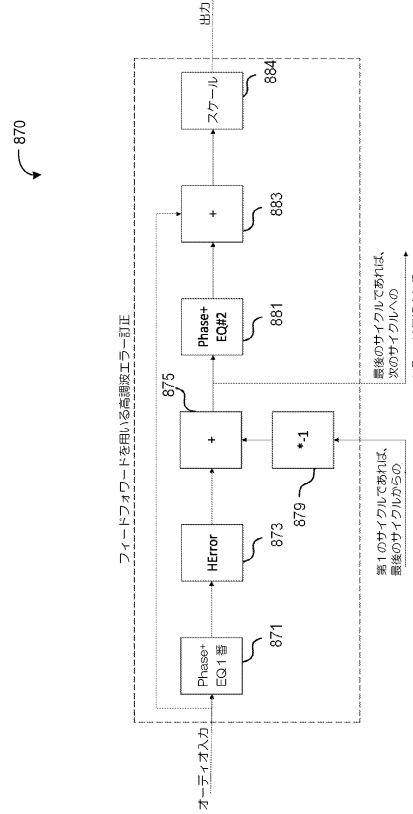 870
フィードフォワードを用いる高調波エラー訂正
オーディオ入力
Phase+
EQ１番
871
HError
873
+
875
*-1
879
Phase+
EQ#2
881
+
883
スケール
884
出力
第１のサイクルであれば、
最後のサイクルからの
最後のサイクルであれば、
次のサイクルへの